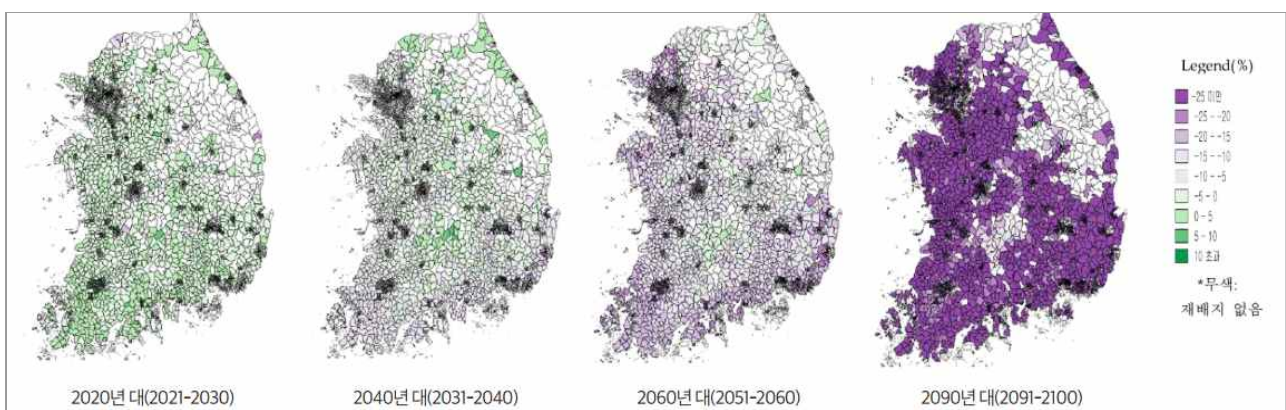 Legend(%)
-25 미만
-25 - -20
-20 - -15
-15 - -10
-10 - -5
-5 - 0
0 - 5
5 - 10
10 초과
*무색:
재배지 없음
2020년 대(2021-2030)
2040년 대(2031-2040)
2060년 대(2051-2060)
2090년 대(2091-2100)